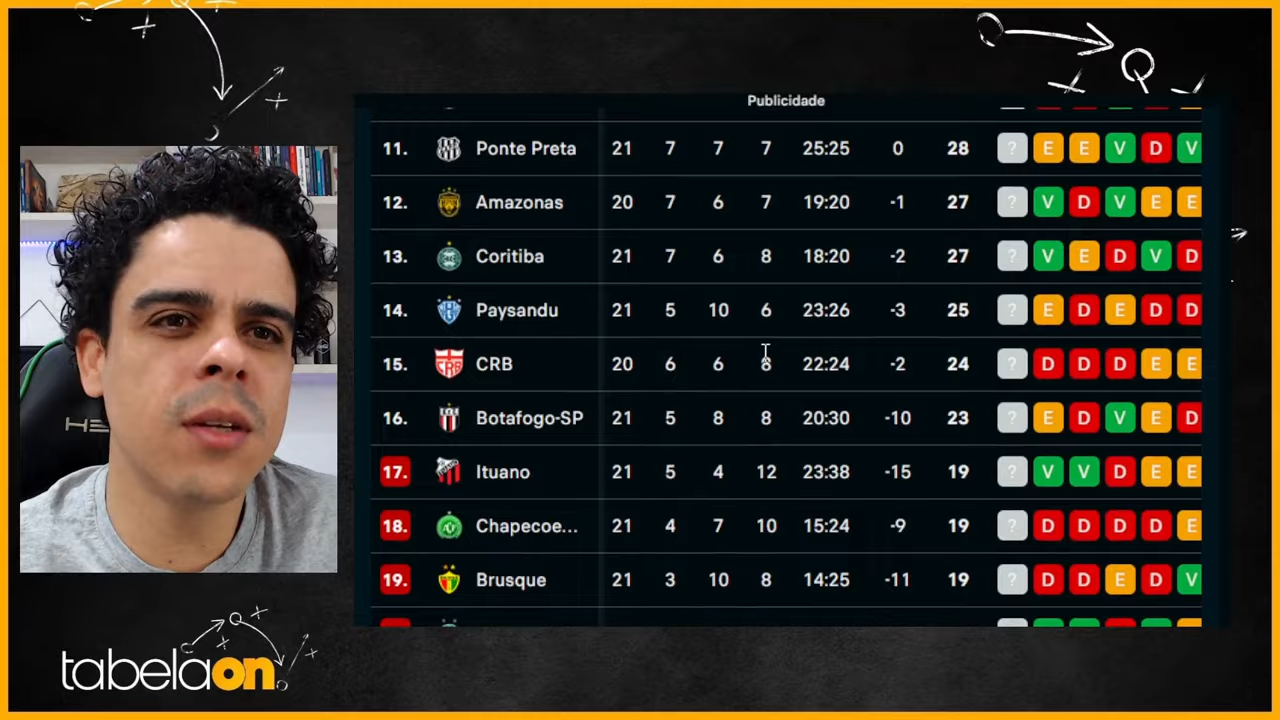 Publicidade
11. Ponte Preta 21 7 7 7 25:25 0 28 ? E E V D V
12. Amazonas 20 7 6 7 19:20 -1 27 ? V D V E E
13. Coritiba 21 7 6 8 18:20 -2 27 ? V E D V D
14. Paysandu 21 5 10 6 23:26 -3 25 ? E D E D D
15. CRB 20 6 6 8 22:24 -2 24 ? D D D E E
16. Botafogo-SP 21 5 8 8 20:30 -10 23 ? E D V E D
17. Ituano 21 5 4 12 23:38 -15 19 ? V V D E E
18. Chapecoe... 21 4 7 10 15:24 -9 19 ? D D D D E
19. Brusque 21 3 10 8 14:25 -11 19 ? D D E D V
tabelaon